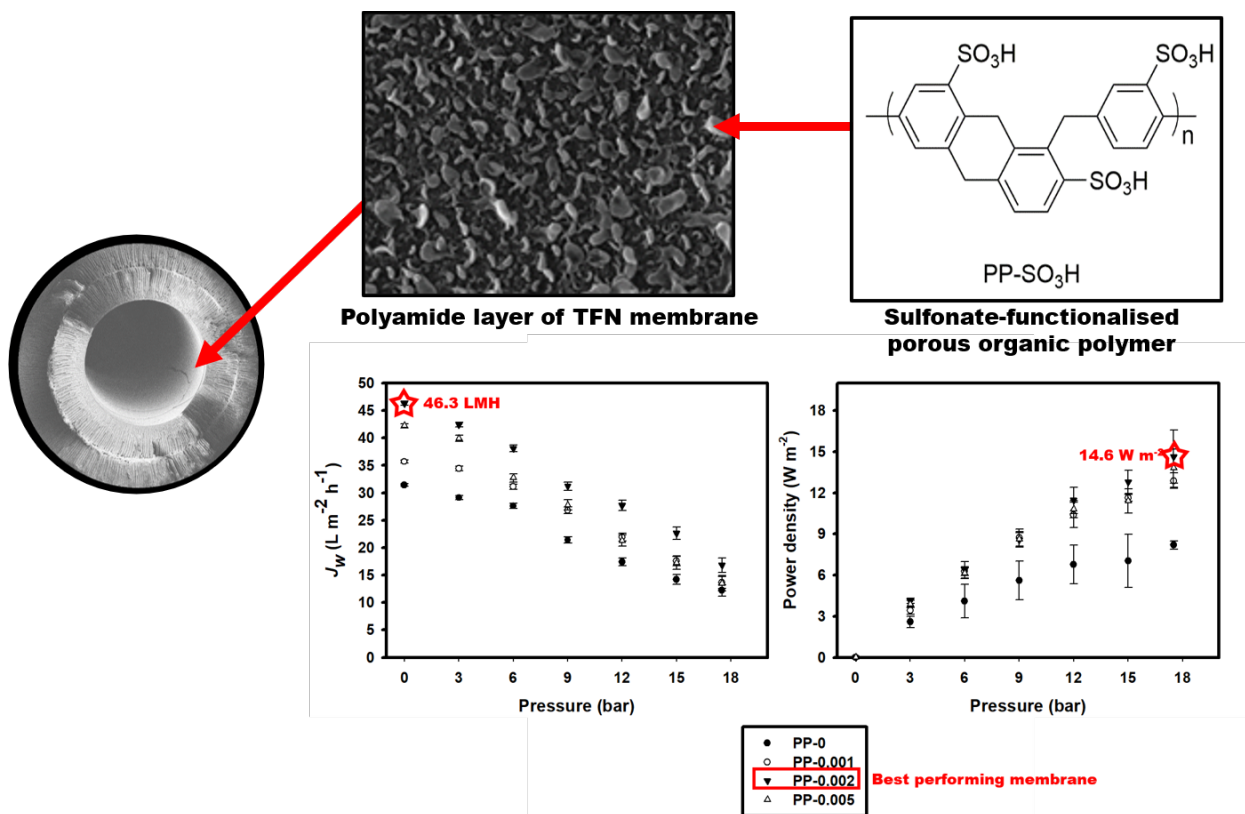 SO₃H
SO₃H
SO₃H
n
PP-SO₃H
Polyamide layer of TFN membrane
Sulfonate-functionalised
porous organic polymer
50
45
40
35
30
25
20
15
10
5
0
J_W (L m⁻² h⁻¹)
46.3 LMH
0 3 6 9 12 15 18
Pressure (bar)
18
15
12
9
6
3
0
Power density (W m⁻²)
14.6 W m⁻²
0 3 6 9 12 15 18
Pressure (bar)
PP-0
PP-0.001
PP-0.002 Best performing membrane
PP-0.005